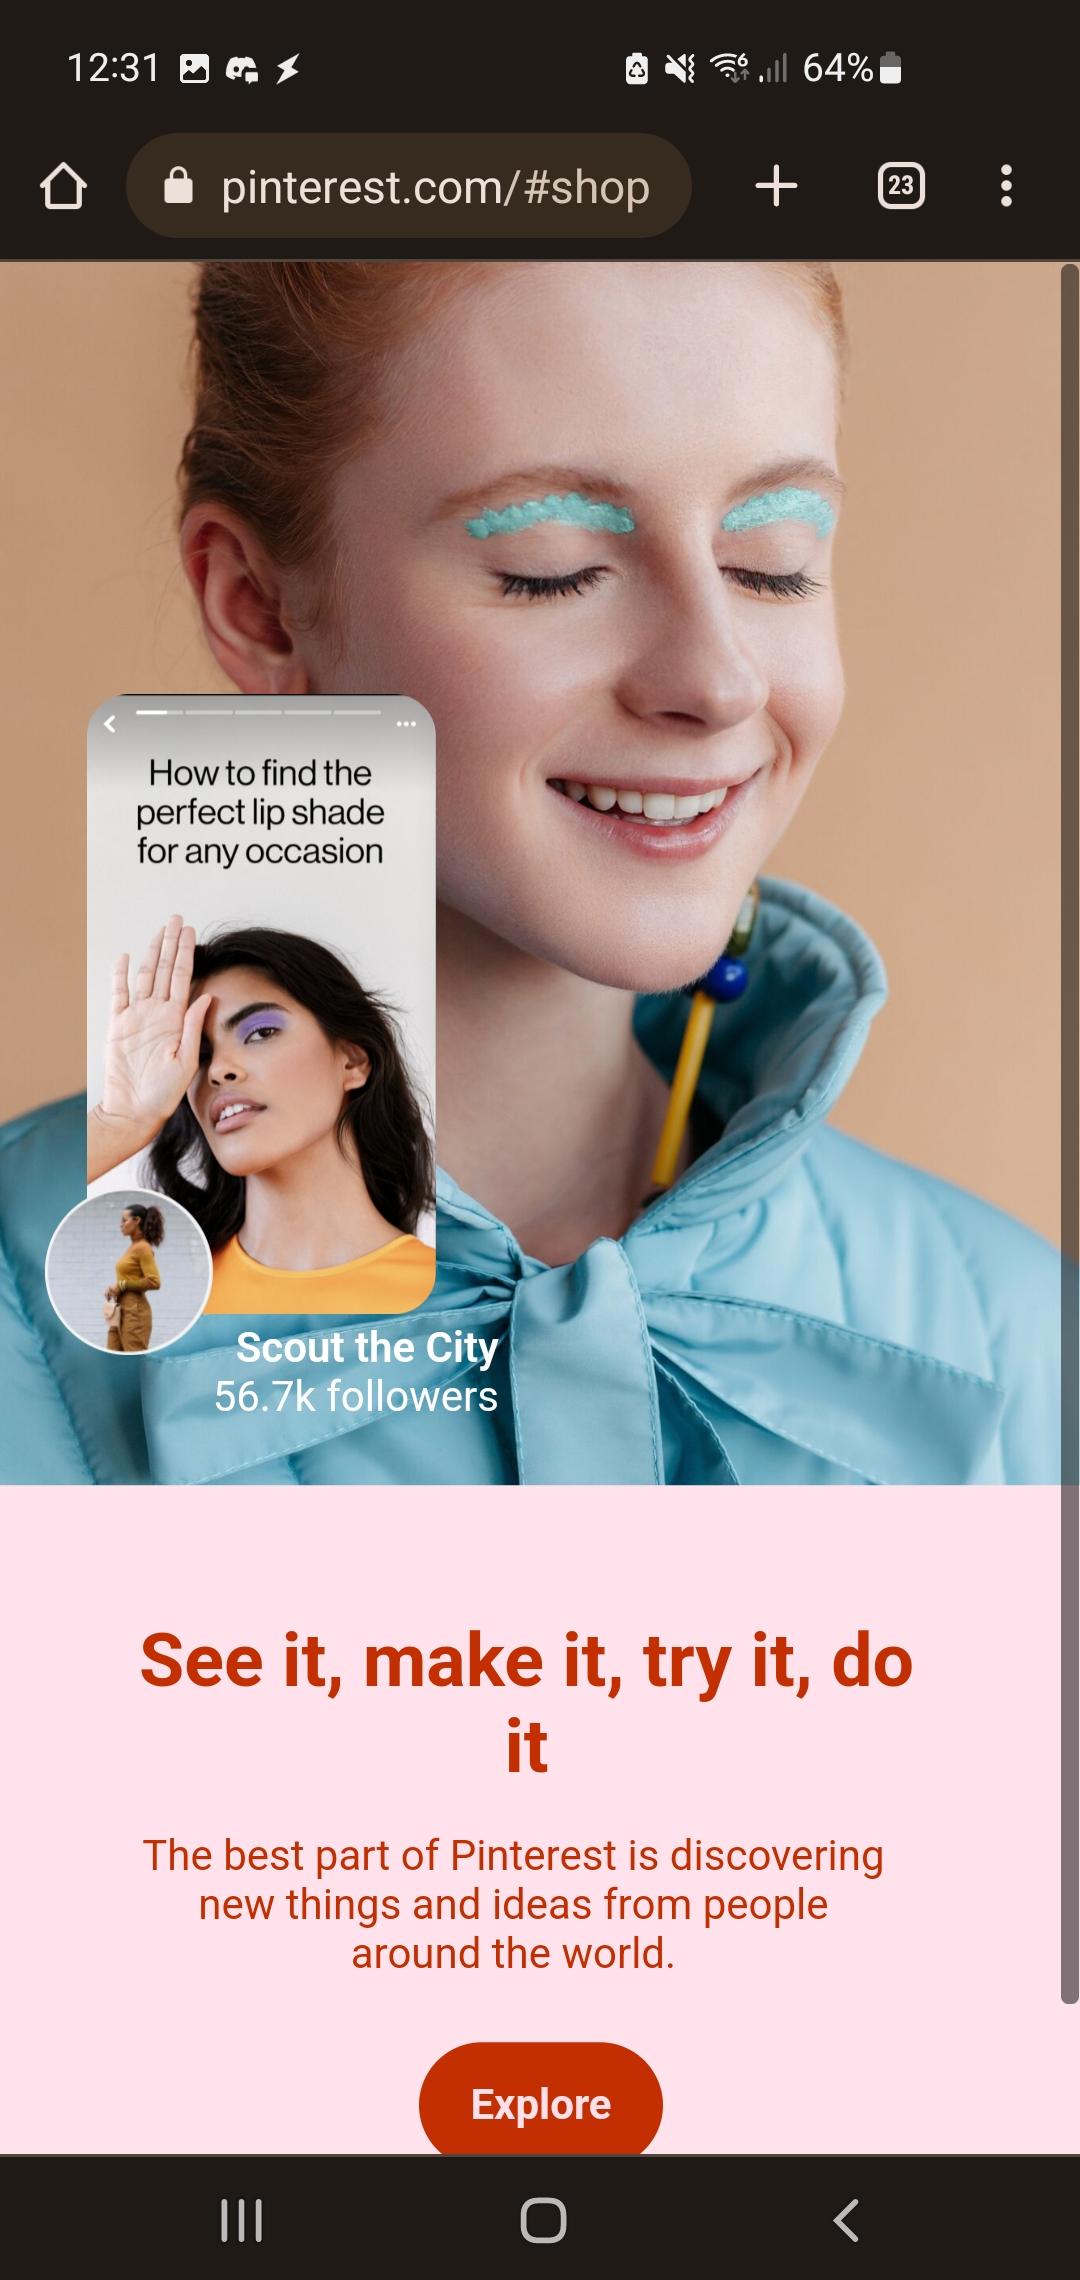 12:31
64%
pinterest.com/#shop
23
How to find the
perfect lip shade
for any occasion
Scout the City
56.7k followers
See it, make it, try it, do
it
The best part of Pinterest is discovering
new things and ideas from people
around the world.
Explore